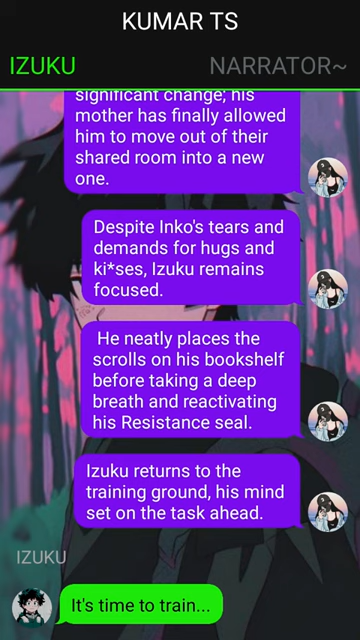 KUMAR TS
IZUKU
NARRATOR~
significant change; his
mother has finally allowed
him to move out of their
shared room into a new
one.
Despite Inko's tears and
demands for hugs and
ki*ses, Izuku remains
focused.
He neatly places the
scrolls on his bookshelf
before taking a deep
breath and reactivating
his Resistance seal.
Izuku returns to the
training ground, his mind
set on the task ahead.
IZUKU
It's time to train...